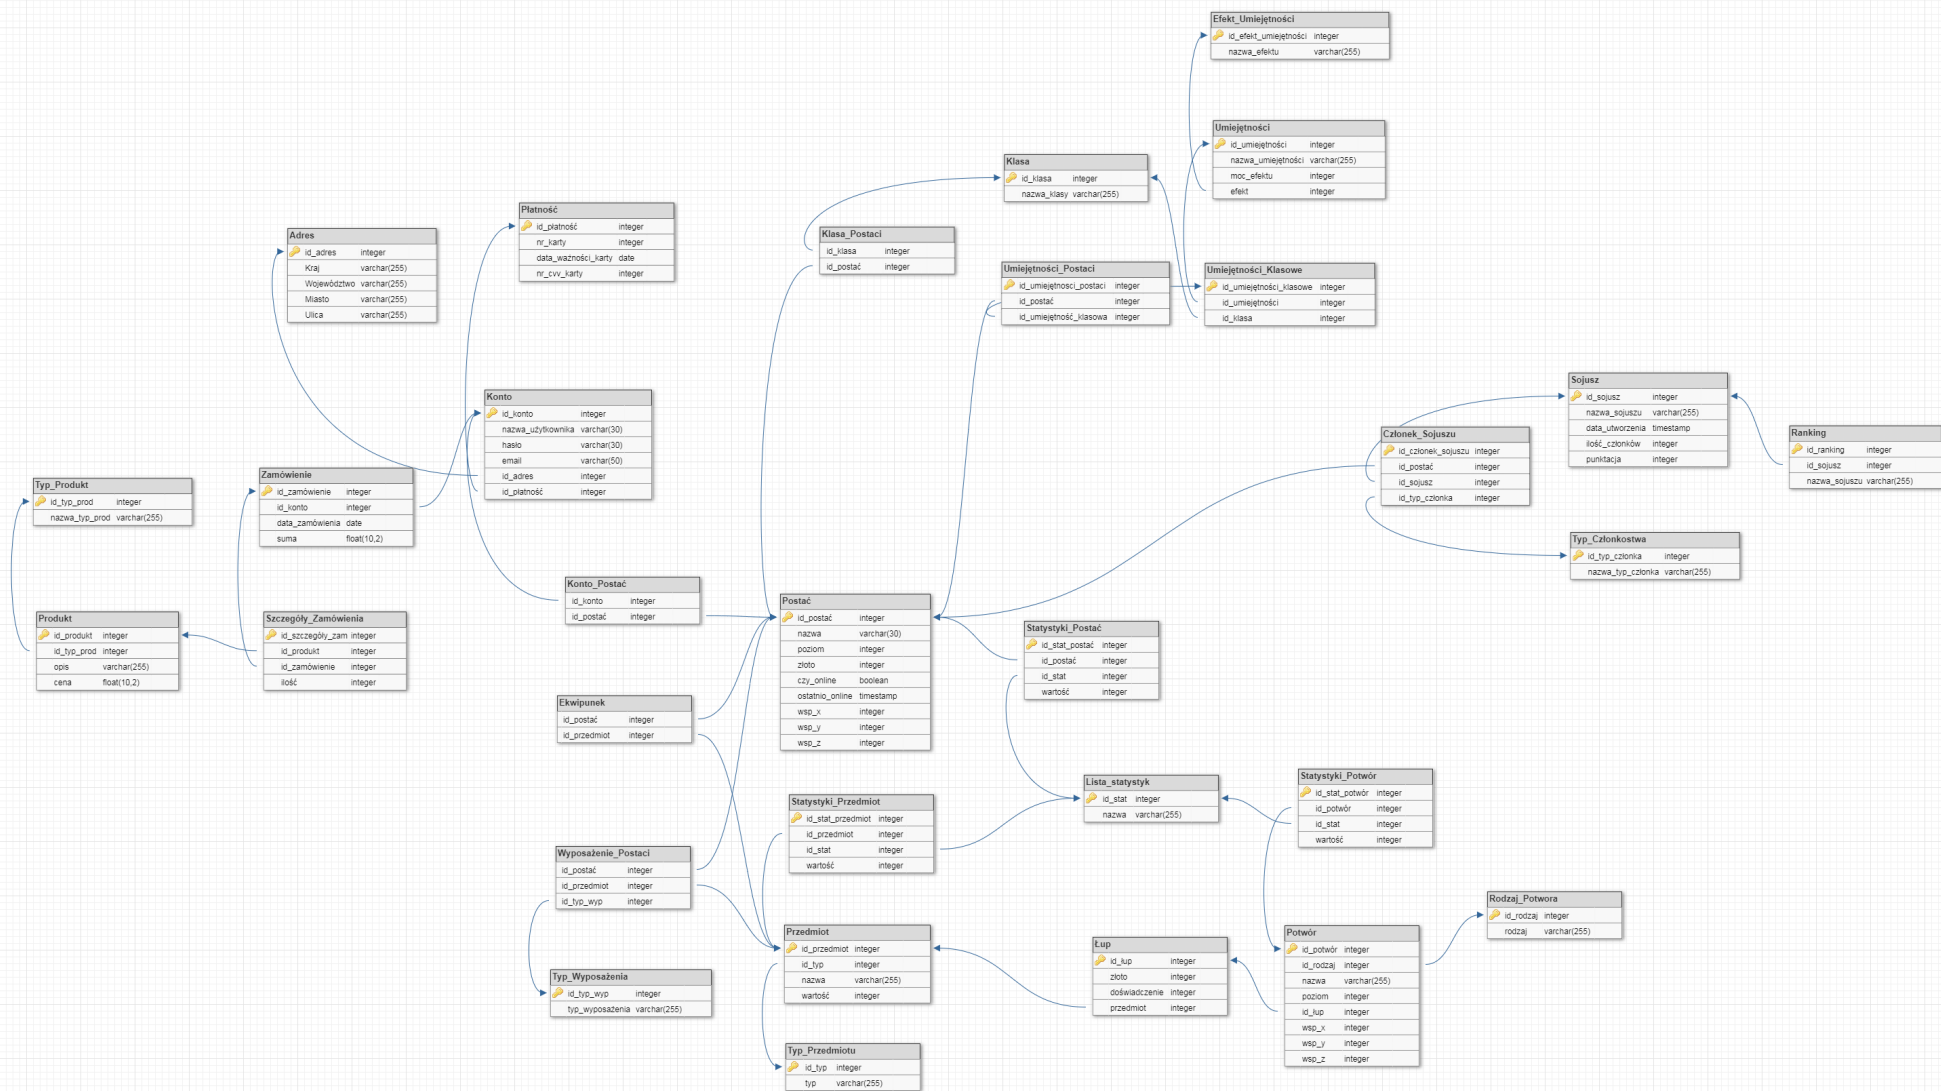 Efekt_Umiejętności
id_efekt_umiejętności integer
nazwa_efektu varchar(255)
Umiejętności
id_umiejętności integer
nazwa_umiejętności varchar(255)
moc_efektu integer
efekt integer
Klasa
id_klasa integer
nazwa_klasy varchar(255)
Płatność
id_płatność integer
nr_karty integer
data_ważności_karty date
nr_cvv_karty integer
Adres
id_adres integer
Kraj varchar(255)
Województwo varchar(255)
Miasto varchar(255)
Ulica varchar(255)
Klasa_Postaci
id_klasa integer
id_postać integer
Umiejętności_Postaci
id_umiejętnosci_postaci integer
id_postać integer
id_umiejętność_klasowa integer
Umiejętności_Klasowe
id_umiejętności_klasowe integer
id_umiejętności integer
id_klasa integer
Sojusz
id_sojusz integer
nazwa_sojuszu varchar(255)
data_utworzenia timestamp
ilość_członków integer
punktacja integer
Członek_Sojuszu
id_członek_sojuszu integer
id_postać integer
id_sojusz integer
id_typ_członka integer
Ranking
id_ranking integer
id_sojusz integer
nazwa_sojuszu varchar(255)
Typ_Członkostwa
id_typ_członka integer
nazwa_typ_członka varchar(255)
Konto
id_konto integer
nazwa_użytkownika varchar(30)
hasło varchar(30)
email varchar(50)
id_adres integer
id_płatność integer
Zamówienie
id_zamówienie integer
id_konto integer
data_zamówienia date
suma float(10,2)
Typ_Produkt
id_typ_prod integer
nazwa_typ_prod varchar(255)
Produkt
id_produkt integer
id_typ_prod integer
opis varchar(255)
cena float(10,2)
Szczegóły_Zamówienia
id_szczegóły_zam integer
id_produkt integer
id_zamówienie integer
ilość integer
Konto_Postać
id_konto integer
id_postać integer
Postać
id_postać integer
nazwa varchar(30)
poziom integer
złoto integer
czy_online boolean
ostatnio_online timestamp
wsp_x integer
wsp_y integer
wsp_z integer
Statystyki_Postać
id_stat_postać integer
id_postać integer
id_stat integer
wartość integer
Ekwipunek
id_postać integer
id_przedmiot integer
Lista_statystyk
id_stat integer
nazwa varchar(255)
Statystyki_Potwór
id_stat_potwór integer
id_potwór integer
id_stat integer
wartość integer
Statystyki_Przedmiot
id_stat_przedmiot integer
id_przedmiot integer
id_stat integer
wartość integer
Wyposażenie_Postaci
id_postać integer
id_przedmiot integer
id_typ_wyp integer
Rodzaj_Potwora
id_rodzaj integer
rodzaj varchar(255)
Przedmiot
id_przedmiot integer
id_typ integer
nazwa varchar(255)
wartość integer
Łup
id_łup integer
złoto integer
doświadczenie integer
przedmiot integer
Potwór
id_potwór integer
id_rodzaj integer
nazwa varchar(255)
poziom integer
id_łup integer
wsp_x integer
wsp_y integer
wsp_z integer
Typ_Wyposażenia
id_typ_wyp integer
typ_wyposażenia varchar(255)
Typ_Przedmiotu
id_typ integer
typ varchar(255)